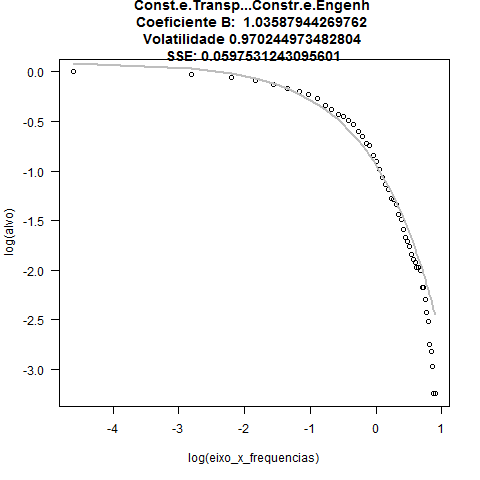 Const.e.Transp...Constr.e.Engenh
Coeficiente B:  1.03587944269762
Volatilidade 0.970244973482804
SSE: 0.0597531243095601
0.0
-0.5
-1.0
-1.5
-2.0
-2.5
-3.0
log(alvo)
-4 -3 -2 -1 0 1
log(eixo_x_frequencias)